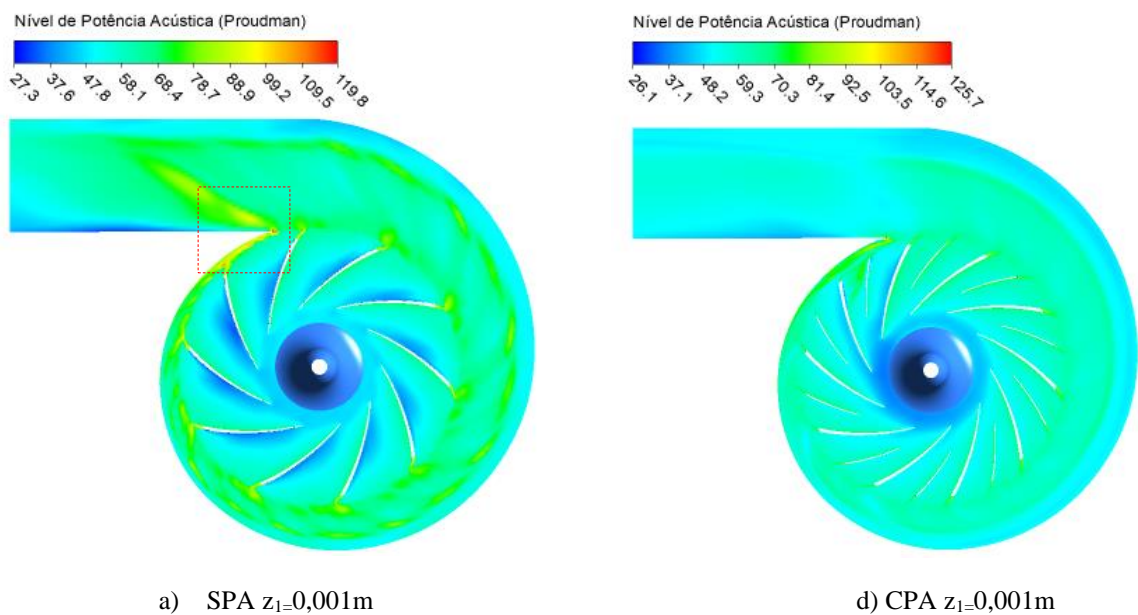 Nível de Potência Acústica (Proudman)
27.3 37.6 47.8 58.1 68.4 78.7 88.9 99.2 109.5 119.8
Nível de Potência Acústica (Proudman)
26.1 37.1 48.2 59.3 70.3 81.4 92.5 103.5 114.6 125.7
a) SPA z₁₌0,001m
d) CPA z₁=0,001m